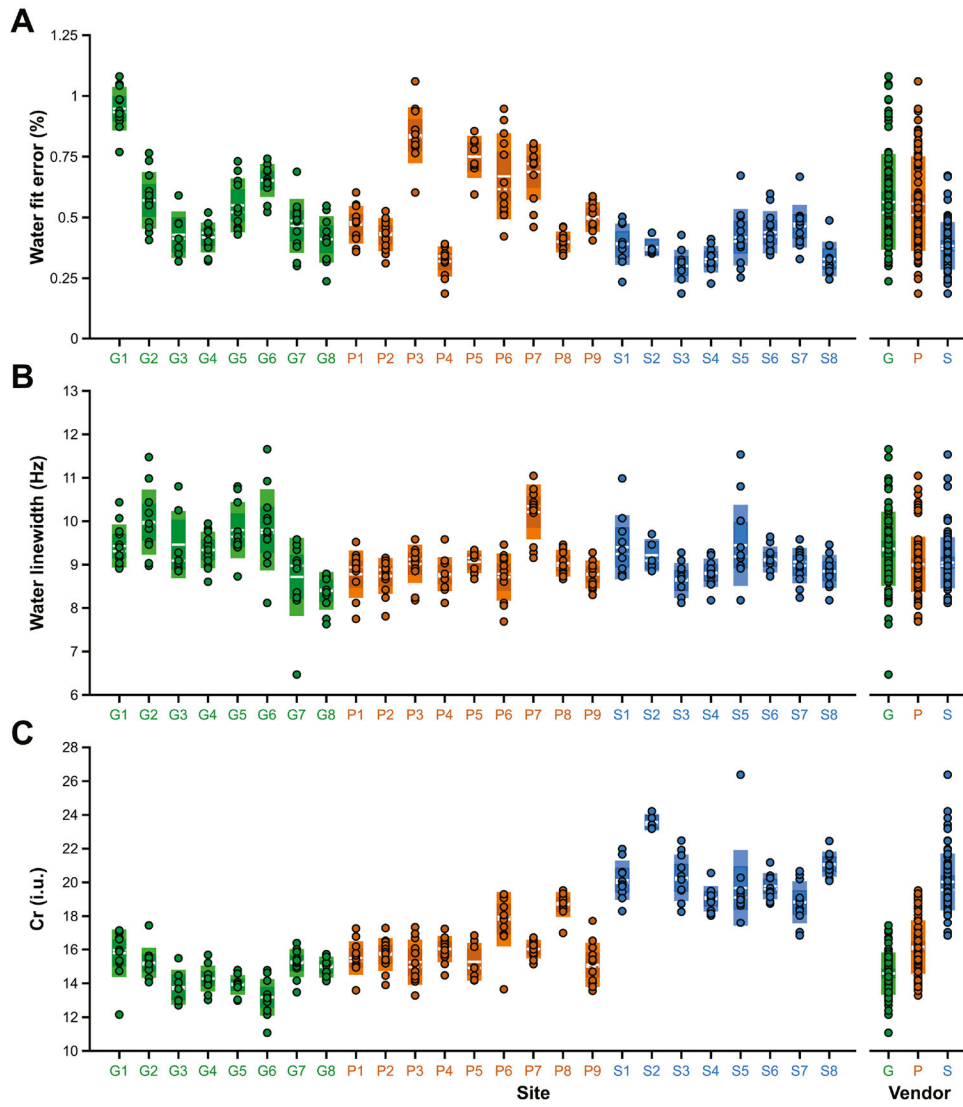 A
Water fit error (%)
1.25
1
0.75
0.5
0.25
0
G1 G2 G3 G4 G5 G6 G7 G8 P1 P2 P3 P4 P5 P6 P7 P8 P9 S1 S2 S3 S4 S5 S6 S7 S8 G P S
B
Water linewidth (Hz)
13
12
11
10
9
8
7
6
G1 G2 G3 G4 G5 G6 G7 G8 P1 P2 P3 P4 P5 P6 P7 P8 P9 S1 S2 S3 S4 S5 S6 S7 S8 G P S
C
Cr (i.u.)
28
26
24
22
20
18
16
14
12
10
G1 G2 G3 G4 G5 G6 G7 G8 P1 P2 P3 P4 P5 P6 P7 P8 P9 S1 S2 S3 S4 S5 S6 S7 S8 G P S
Site Vendor